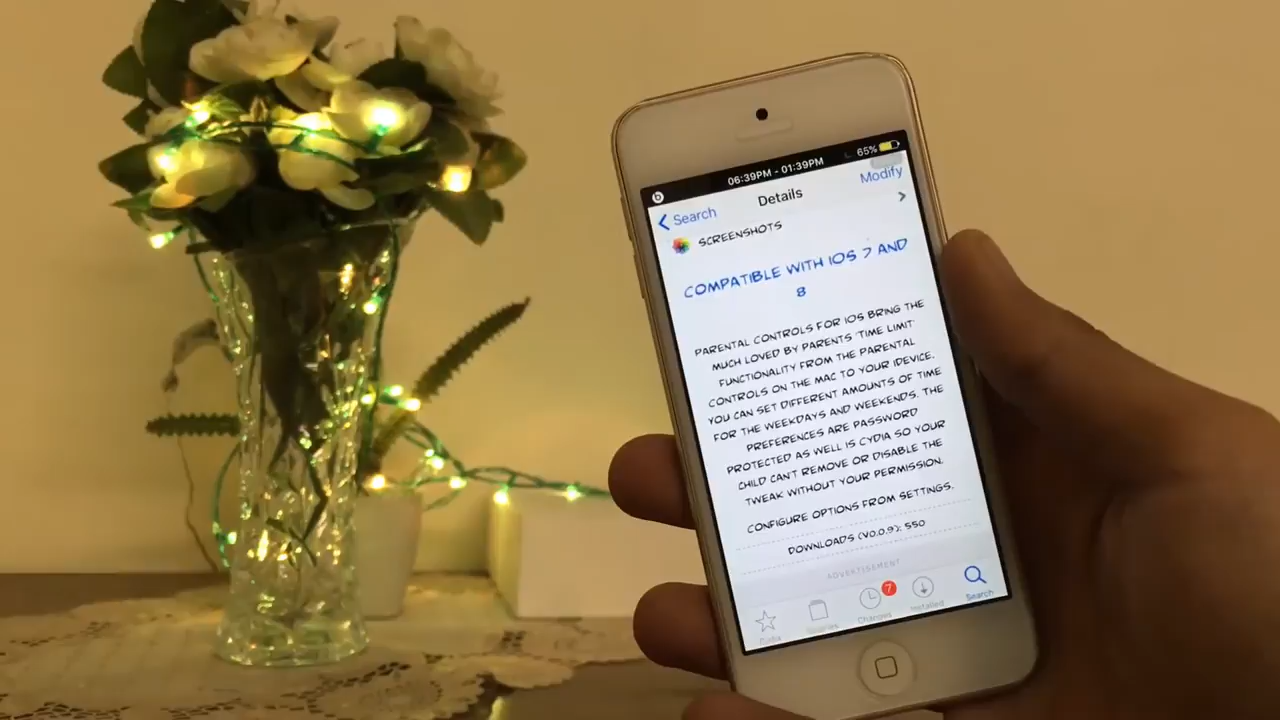 06:39PM - 01:39PM
65%
Search
Details
Modify
SCREENSHOTS
COMPATIBLE WITH IOS 7 AND
8
PARENTAL CONTROLS FOR IOS BRING THE
MUCH LOVED BY PARENTS 'TIME LIMIT'
FUNCTIONALITY FROM THE PARENTAL
CONTROLS ON THE MAC TO YOUR IDEVICE.
YOU CAN SET DIFFERENT AMOUNTS OF TIME
FOR THE WEEKDAYS AND WEEKENDS. THE
PREFERENCES ARE PASSWORD
PROTECTED AS WELL IS CYDIA SO YOUR
CHILD CAN'T REMOVE OR DISABLE THE
TWEAK WITHOUT YOUR PERMISSION.
CONFIGURE OPTIONS FROM SETTINGS.
DOWNLOADS (V0.0.9): 550
ADVERTISEMENT
7
Cydia
Sources
Changes
Installed
Search